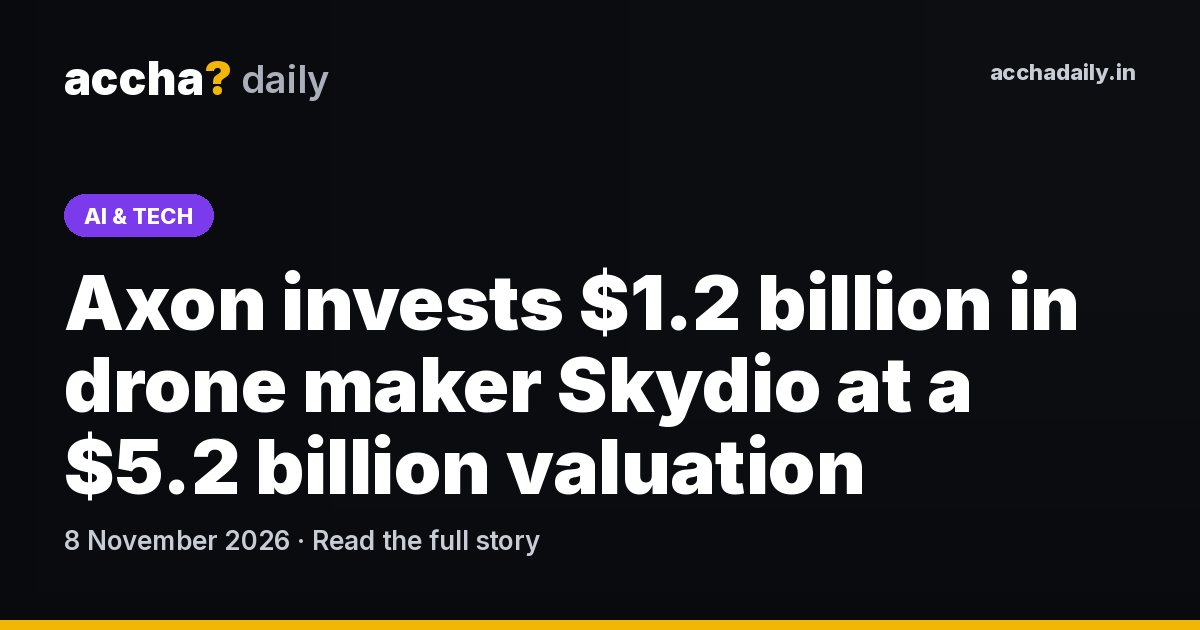 accha? daily
acchadaily.in
AI & TECH
Axon invests $1.2 billion in
drone maker Skydio at a
$5.2 billion valuation
8 November 2026 · Read the full story